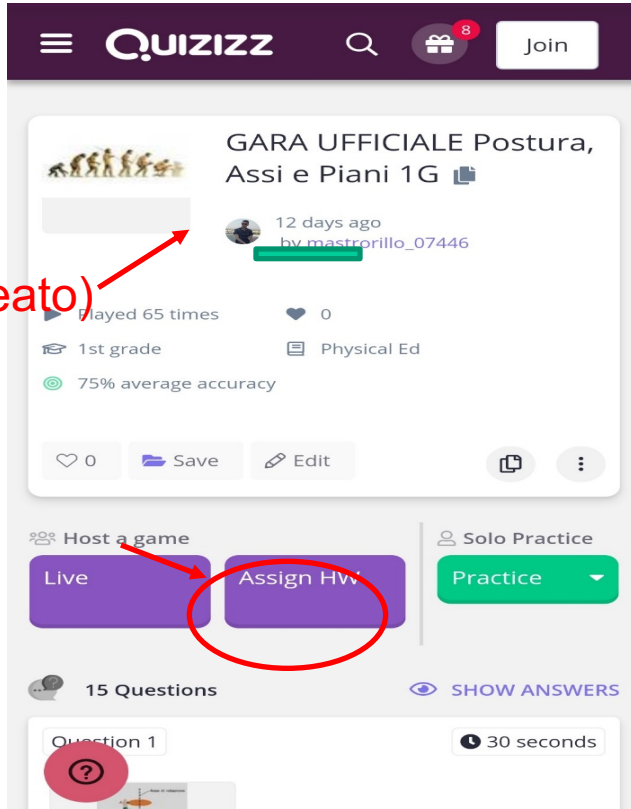 Quizizz
8
Join
GARA UFFICIALE Postura,
Assi e Piani 1G
12 days ago
by mastrorillo_07446
eato)
Played 65 times
0
1st grade
Physical Ed
75% average accuracy
0
Save
Edit
Host a game
Solo Practice
Live
Assign HW
Practice
15 Questions
SHOW ANSWERS
Question 1
30 seconds